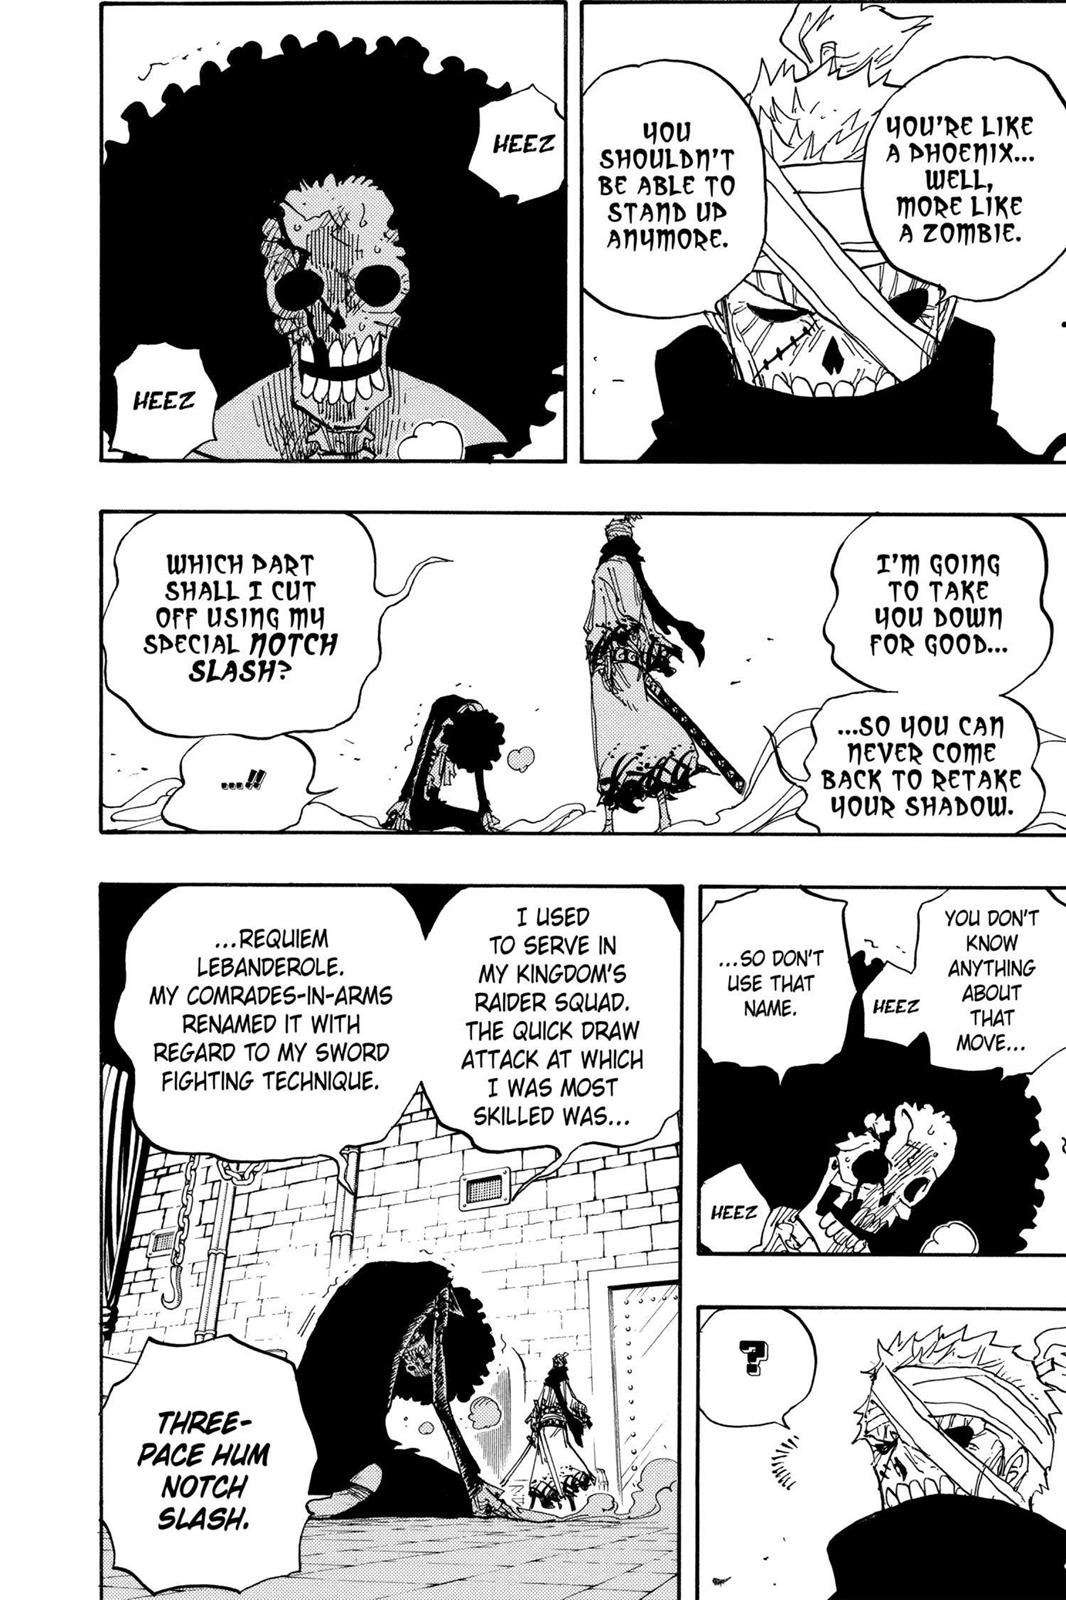 YOU'RE LIKE
A PHOENIX...
WELL,
MORE LIKE
A ZOMBIE.
YOU
SHOULDN'T
BE ABLE TO
STAND UP
ANYMORE.
HEEZ
HEEZ
I'M GOING
TO TAKE
YOU DOWN
FOR GOOD...
...SO YOU CAN
NEVER COME
BACK TO RETAKE
YOUR SHADOW.
WHICH PART
SHALL I CUT
OFF USING MY
SPECIAL NOTCH
SLASH?
...!!
YOU DON'T
KNOW
ANYTHING
ABOUT
THAT
MOVE...
HEEZ
...SO DON'T
USE THAT
NAME.
HEEZ
?
I USED
TO SERVE IN
MY KINGDOM'S
RAIDER SQUAD.
THE QUICK DRAW
ATTACK AT WHICH
I WAS MOST
SKILLED WAS...
...REQUIEM
LEBANDEROLE.
MY COMRADES-IN-ARMS
RENAMED IT WITH
REGARD TO MY SWORD
FIGHTING TECHNIQUE.
THREE-
PACE HUM
NOTCH
SLASH.